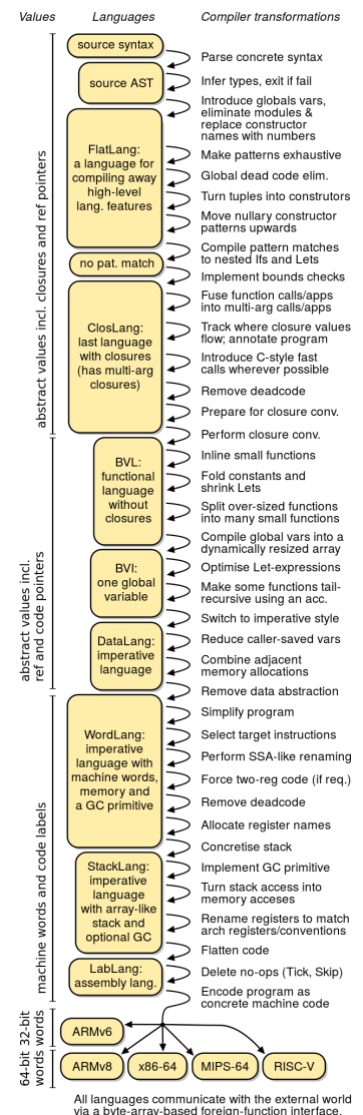 Values
Languages
Compiler transformations
source syntax
Parse concrete syntax
source AST
Infer types, exit if fail
Introduce globals vars,
eliminate modules &
replace constructor
names with numbers
FlatLang:
a language for
compiling away
high-level
lang. features
Make patterns exhaustive
Global dead code elim.
Turn tuples into construtors
Move nullary constructor
patterns upwards
Compile pattern matches
to nested Ifs and Lets
no pat. match
Implement bounds checks
Fuse function calls/apps
into multi-arg calls/apps
ClosLang:
last language
with closures
(has multi-arg
closures)
Track where closure values
flow; annotate program
Introduce C-style fast
calls wherever possible
Remove deadcode
Prepare for closure conv.
abstract values incl. closures and ref pointers
Perform closure conv.
BVL:
functional
language
without
closures
Inline small functions
Fold constants and
shrink Lets
Split over-sized functions
into many small functions
Compile global vars into a
dynamically resized array
BVI:
one global
variable
Optimise Let-expressions
Make some functions tail-
recursive using an acc.
Switch to imperative style
DataLang:
imperative
language
Reduce caller-saved vars
Combine adjacent
memory allocations
abstract values incl.
ref and code pointers
Remove data abstraction
WordLang:
imperative
language with
machine words,
memory and
a GC primitive
Simplify program
Select target instructions
Perform SSA-like renaming
Force two-reg code (if req.)
Remove deadcode
Allocate register names
Concretise stack
StackLang:
imperative
language
with array-like
stack and
optional GC
Implement GC primitive
Turn stack access into
memory acceses
Rename registers to match
arch registers/conventions
Flatten code
LabLang:
assembly lang.
Delete no-ops (Tick, Skip)
Encode program as
concrete machine code
machine words and code labels
32-bit
words
ARMv6
64-bit
words
ARMv8
x86-64
MIPS-64
RISC-V
All languages communicate with the external world
via a byte-array-based foreign-function interface.